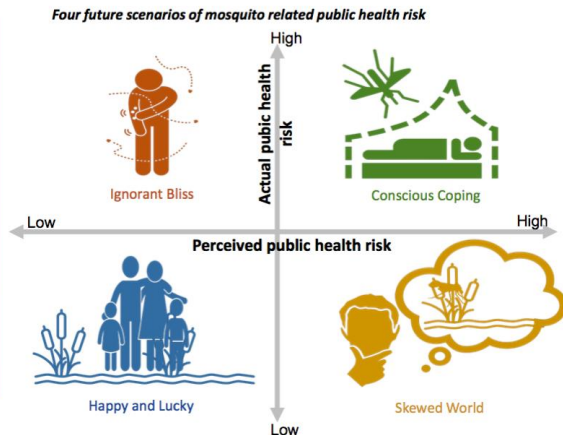 Four future scenarios of mosquito related public health risk
High
Actual pubic health
risk
Ignorant Bliss
Conscious Coping
Low
High
Perceived public health risk
Happy and Lucky
Skewed World
Low